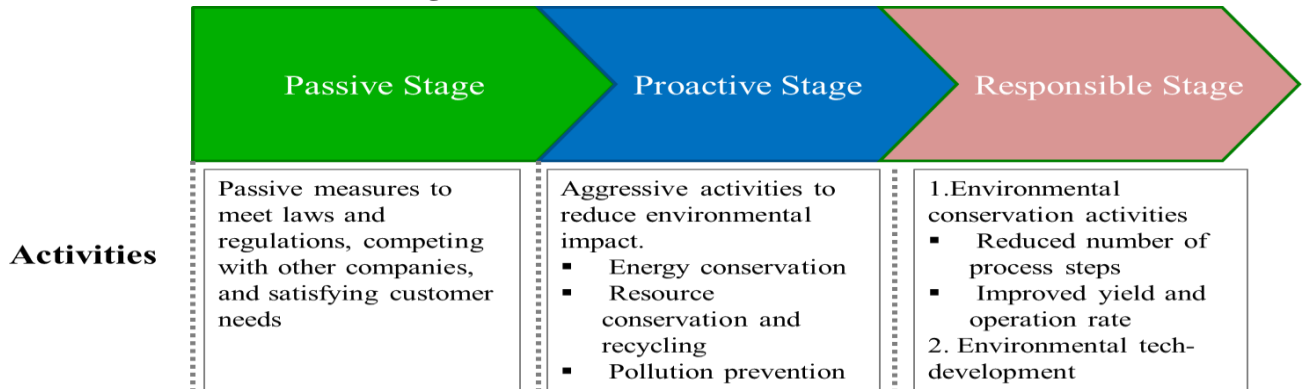 Passive Stage
Proactive Stage
Responsible Stage
Activities
Passive measures to
meet laws and
regulations, competing
with other companies,
and satisfying customer
needs
Aggressive activities to
reduce environmental
impact.
▪ Energy conservation
▪ Resource
conservation and
recycling
▪ Pollution prevention
1.Environmental
conservation activities
▪ Reduced number of
process steps
▪ Improved yield and
operation rate
2. Environmental tech-
development